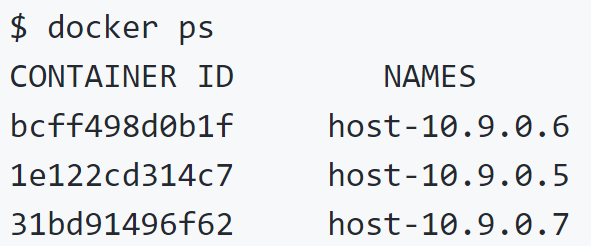 $ docker ps
CONTAINER ID NAMES
bcff498d0b1f host-10.9.0.6
1e122cd314c7 host-10.9.0.5
31bd91496f62 host-10.9.0.7